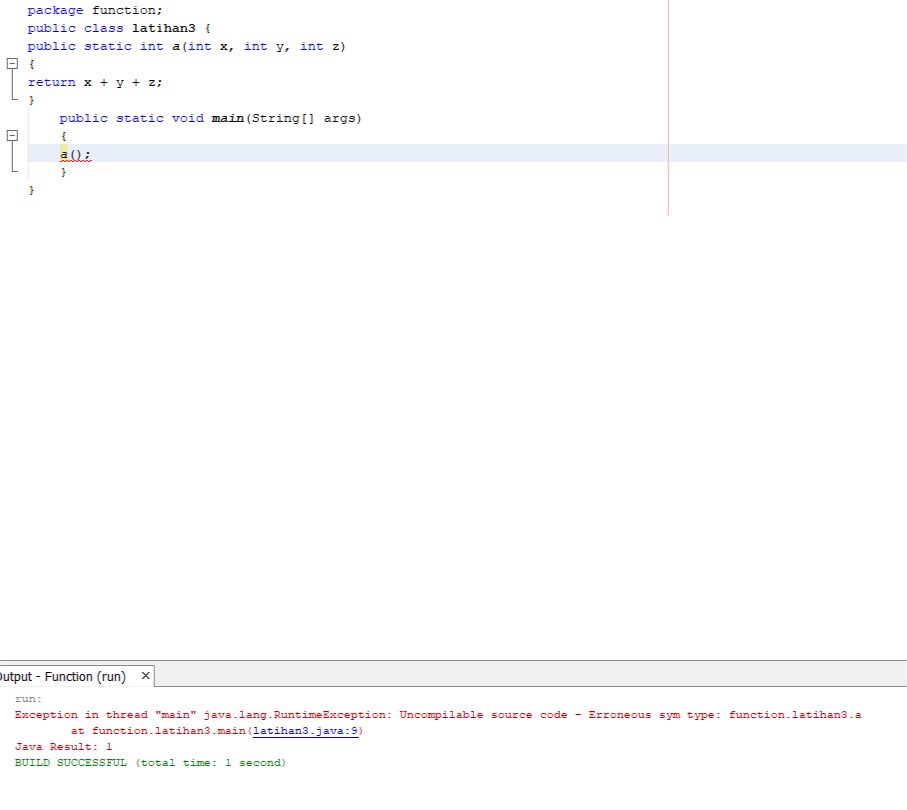 package function;
public class latihan3 {
public static int a(int x, int y, int z)
{
return x + y + z;
}
public static void main(String[] args)
{
a();
}
}
Output - Function (run)
run:
Exception in thread "main" java.lang.RuntimeException: Uncompilable source code - Erroneous sym type: function.latihan3.a
at function.latihan3.main(latihan3.java:9)
Java Result: 1
BUILD SUCCESSFUL (total time: 1 second)